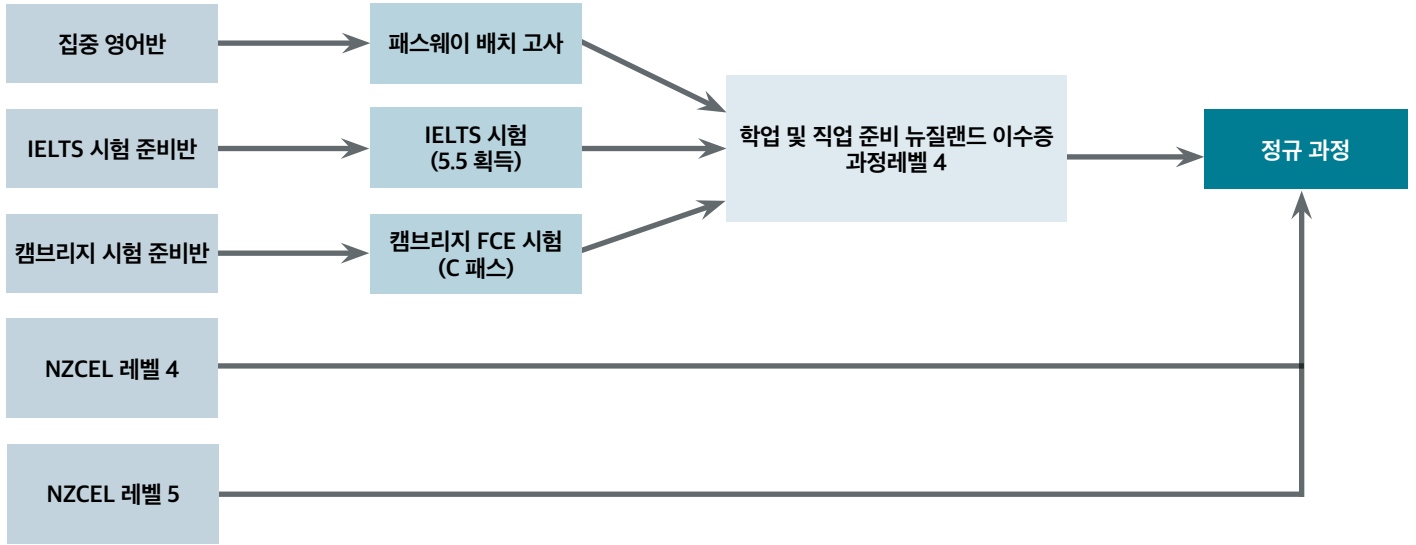 집중 영어반
패스웨이 배치 고사
IELTS 시험 준비반
IELTS 시험
(5.5 획득)
학업 및 직업 준비 뉴질랜드 이수증
과정레벨 4
정규 과정
캠브리지 시험 준비반
캠브리지 FCE 시험
(C 패스)
NZCEL 레벨 4
NZCEL 레벨 5